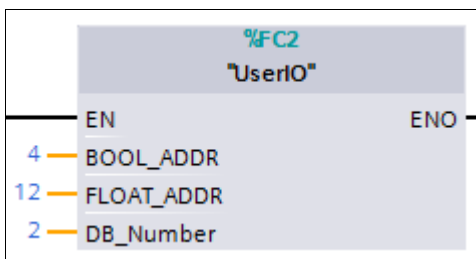 %FC2
"UserIO"
EN ENO
4 BOOL_ADDR
12 FLOAT_ADDR
2 DB_Number